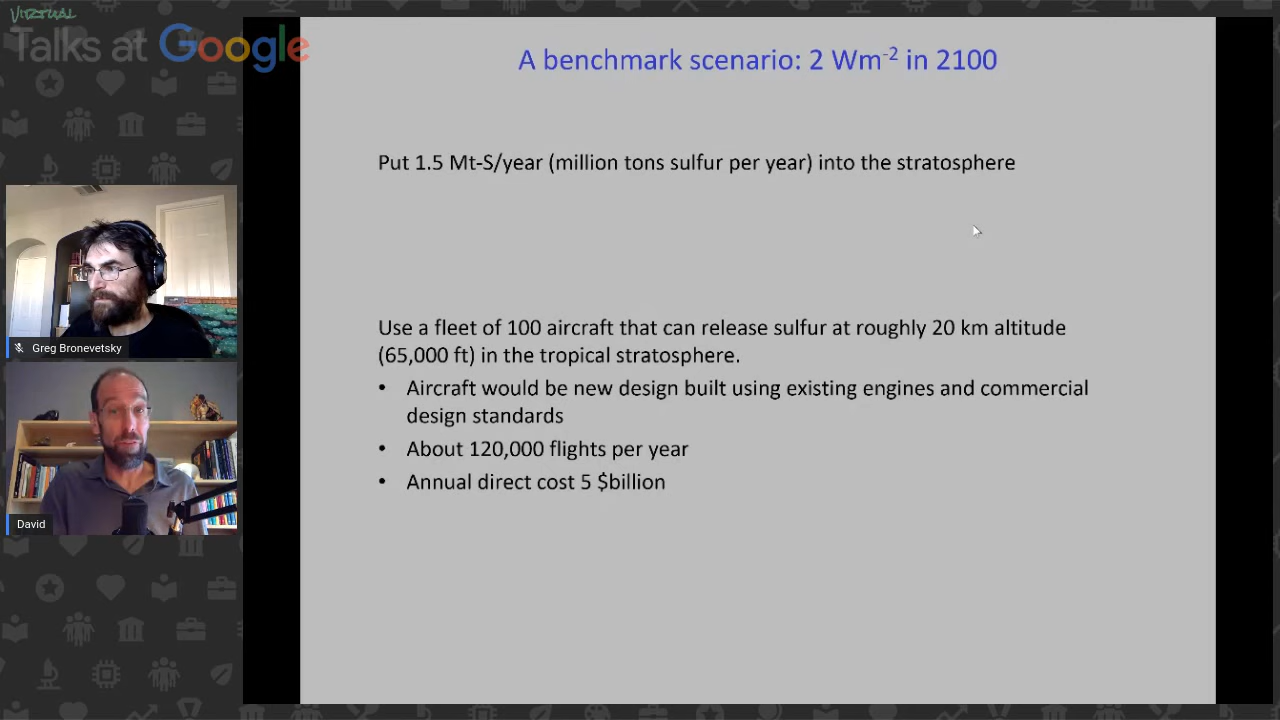 VIRTUAL
Talks at Google
A benchmark scenario: 2 Wm-2 in 2100
Put 1.5 Mt-S/year (million tons sulfur per year) into the stratosphere
Use a fleet of 100 aircraft that can release sulfur at roughly 20 km altitude
(65,000 ft) in the tropical stratosphere.
• Aircraft would be new design built using existing engines and commercial
design standards
• About 120,000 flights per year
• Annual direct cost 5 $billion
Greg Bronevetsky
David